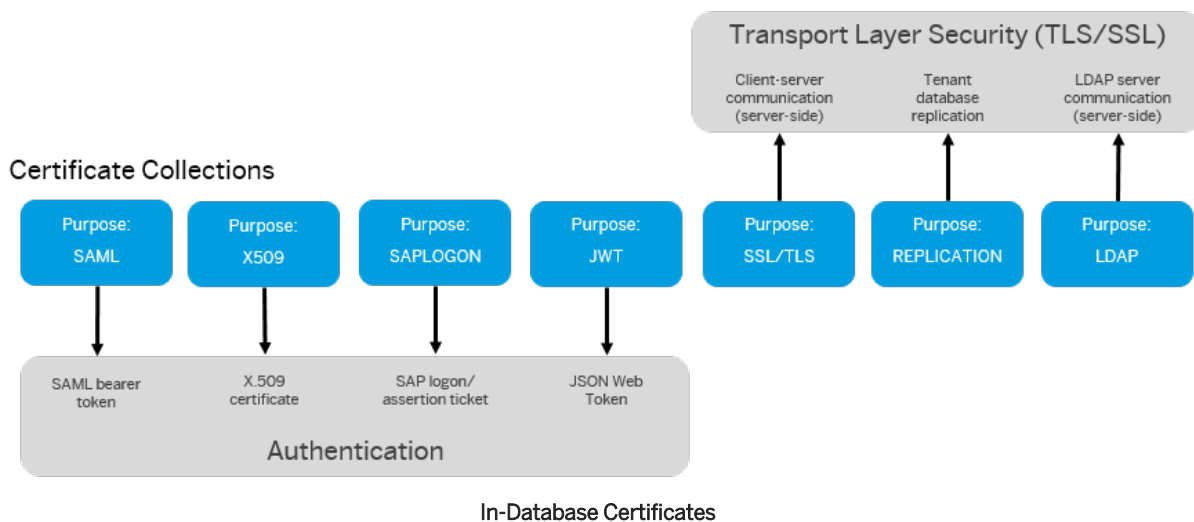 Transport Layer Security (TLS/SSL)
Client-server
communication
(server-side)
Tenant
database
replication
LDAP server
communication
(server-side)
Certificate Collections
Purpose:
SAML
Purpose:
X509
Purpose:
SAPLOGON
Purpose:
JWT
Purpose:
SSL/TLS
Purpose:
REPLICATION
Purpose:
LDAP
SAML bearer
token
X.509
certificate
SAP logon/
assertion ticket
JSON Web
Token
Authentication
In-Database Certificates